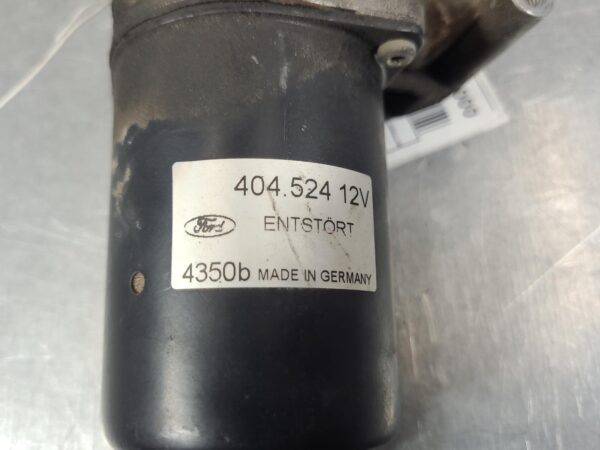 404.524 12V
Ford ENTSTÖRT
4350b MADE IN GERMANY